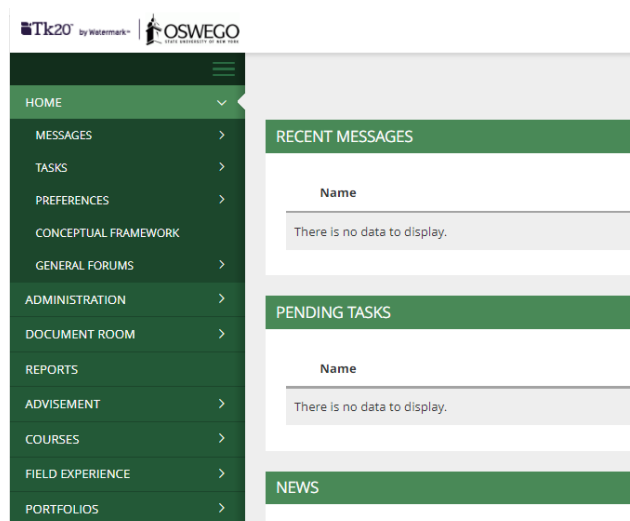 Tk20™ by Watermark™
OSWEGO
STATE UNIVERSITY OF NEW YORK
HOME
MESSAGES
TASKS
PREFERENCES
CONCEPTUAL FRAMEWORK
GENERAL FORUMS
ADMINISTRATION
DOCUMENT ROOM
REPORTS
ADVISEMENT
COURSES
FIELD EXPERIENCE
PORTFOLIOS
RECENT MESSAGES
Name
There is no data to display.
PENDING TASKS
Name
There is no data to display.
NEWS